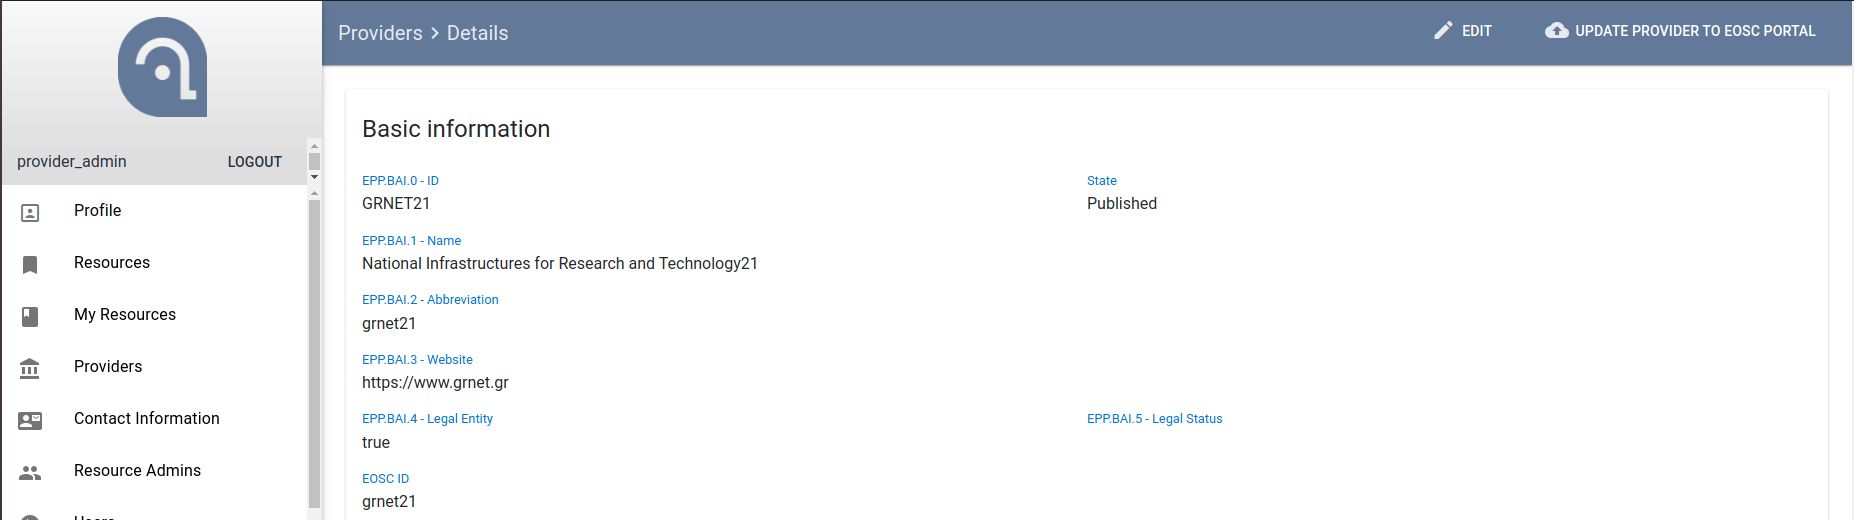 Providers > Details
EDIT
UPDATE PROVIDER TO EOSC PORTAL
provider_admin
LOGOUT
Profile
Resources
My Resources
Providers
Contact Information
Resource Admins
Basic information
EPP.BAI.0 - ID
GRNET21
State
Published
EPP.BAI.1 - Name
National Infrastructures for Research and Technology21
EPP.BAI.2 - Abbreviation
grnet21
EPP.BAI.3 - Website
https://www.grnet.gr
EPP.BAI.4 - Legal Entity
true
EPP.BAI.5 - Legal Status
EOSC ID
grnet21